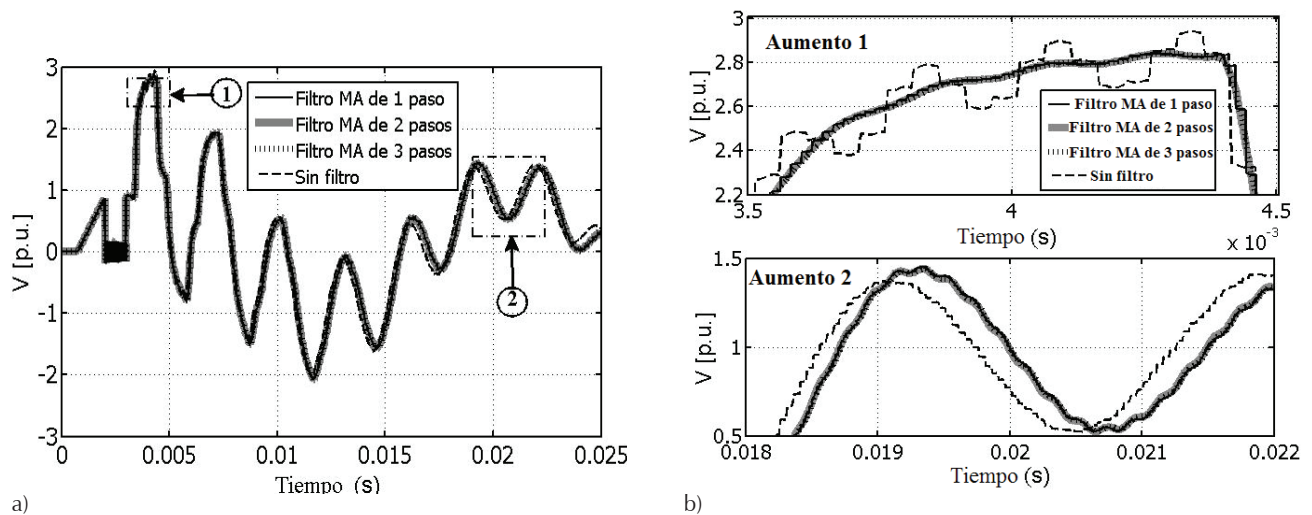 3
2
1
0
-1
-2
-3
V [p.u.]
1
Filtro MA de 1 paso
Filtro MA de 2 pasos
Filtro MA de 3 pasos
Sin filtro
2
0
0.005
0.01
0.015
0.02
0.025
Tiempo (s)
a)
3
2.8
2.6
2.4
2.2
V [p.u.]
Aumento 1
Filtro MA de 1 paso
Filtro MA de 2 pasos
Filtro MA de 3 pasos
Sin filtro
3.5
4
4.5
Tiempo (s)
x 10⁻³
1.5
1
0.5
V [p.u.]
Aumento 2
0.018
0.019
0.02
0.021
0.022
Tiempo (s)
b)